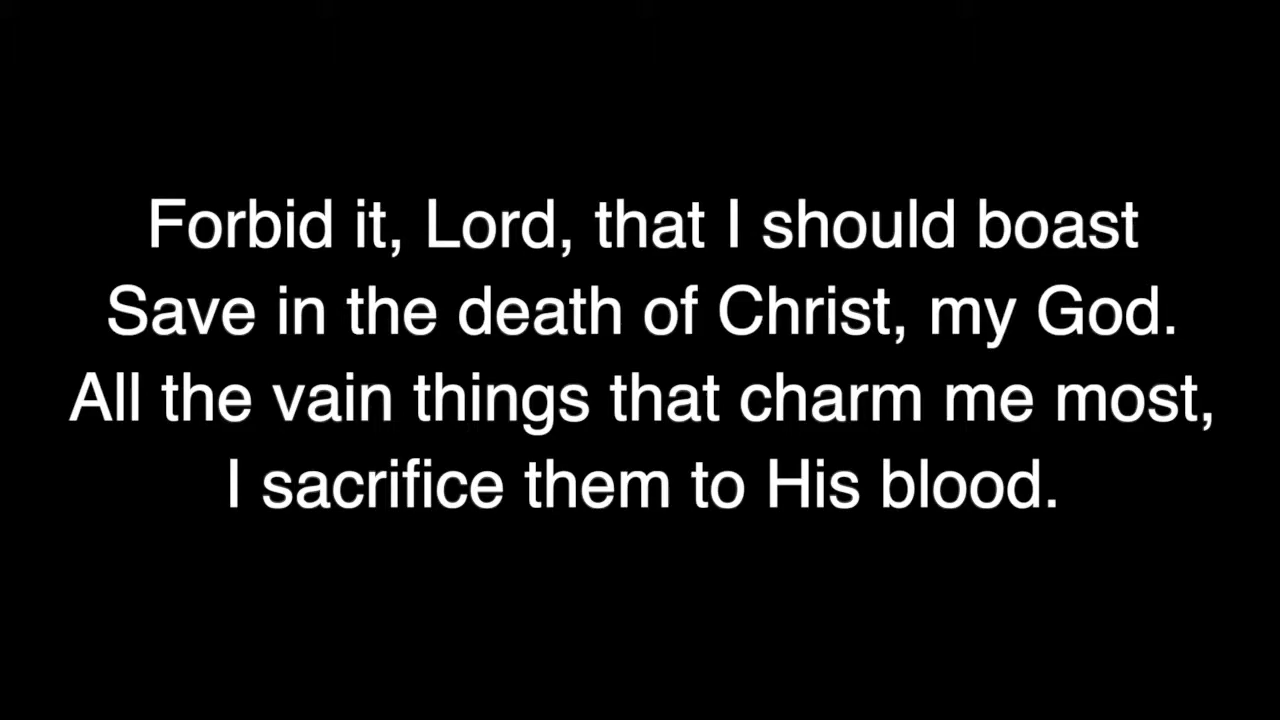 Forbid it, Lord, that I should boast
Save in the death of Christ, my God.
All the vain things that charm me most,
I sacrifice them to His blood.